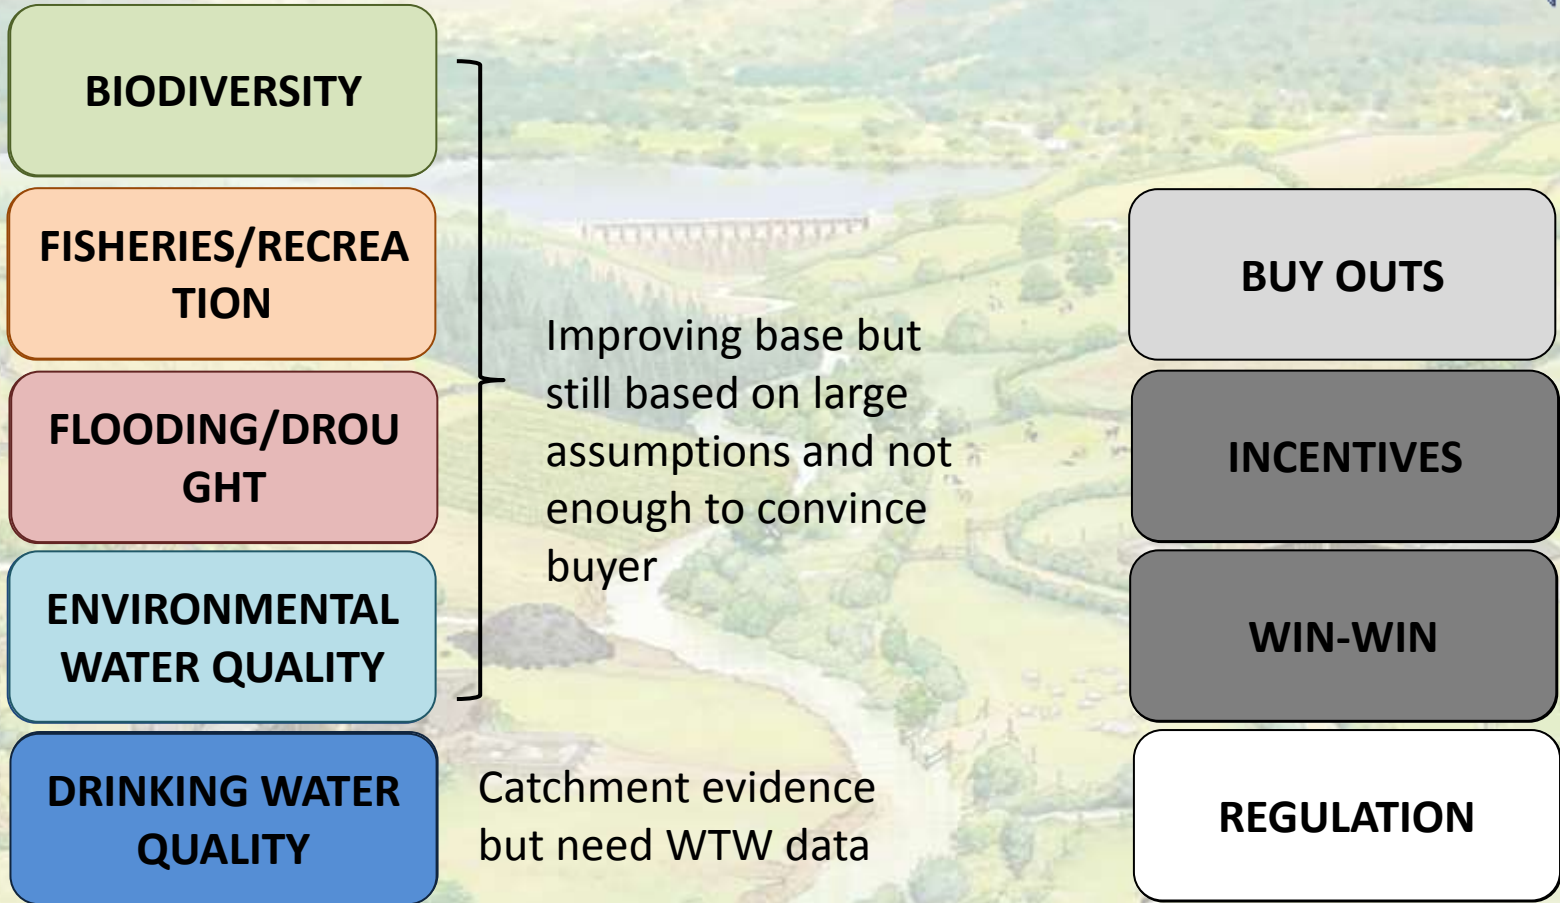 BIODIVERSITY
FISHERIES/RECREA
TION
FLOODING/DROU
GHT
ENVIRONMENTAL
WATER QUALITY
DRINKING WATER
QUALITY
Improving base but
still based on large
assumptions and not
enough to convince
buyer
Catchment evidence
but need WTW data
BUY OUTS
INCENTIVES
WIN-WIN
REGULATION